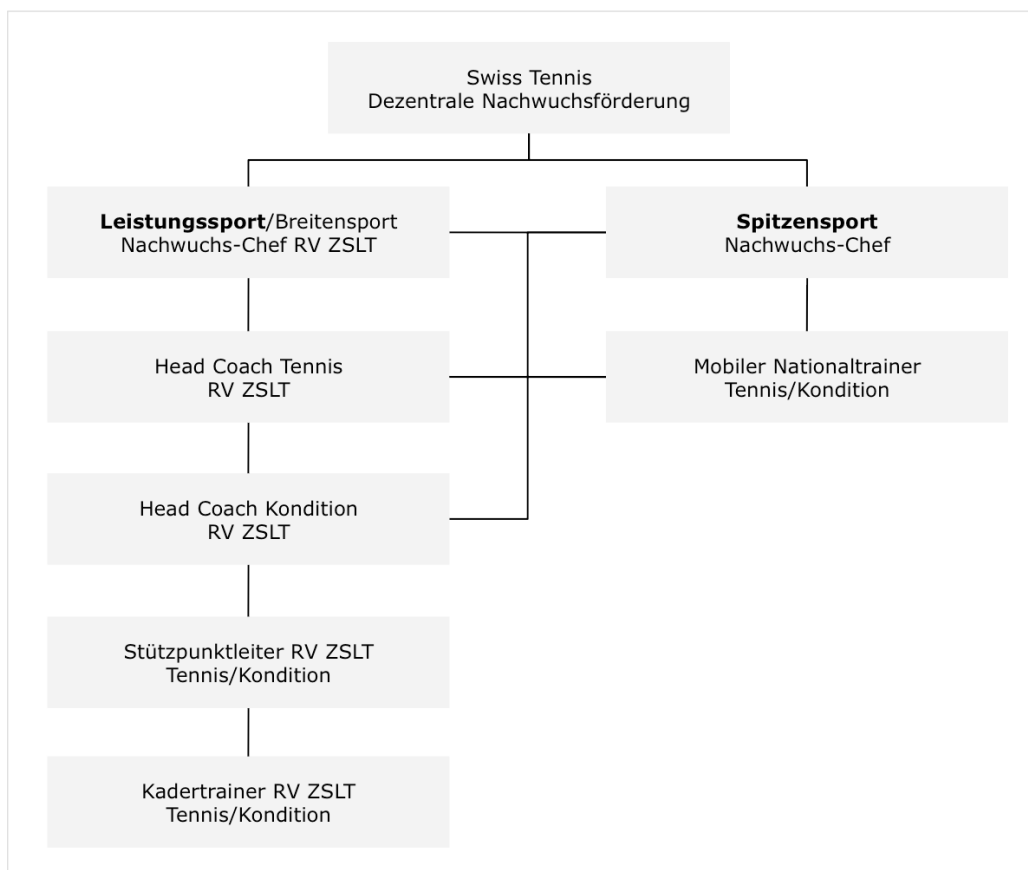 Swiss Tennis
Dezentrale Nachwuchsförderung
Leistungssport/Breitensport
Nachwuchs-Chef RV ZSLT
Spitzensport
Nachwuchs-Chef
Head Coach Tennis
RV ZSLT
Mobiler Nationaltrainer
Tennis/Kondition
Head Coach Kondition
RV ZSLT
Stützpunktleiter RV ZSLT
Tennis/Kondition
Kadertrainer RV ZSLT
Tennis/Kondition